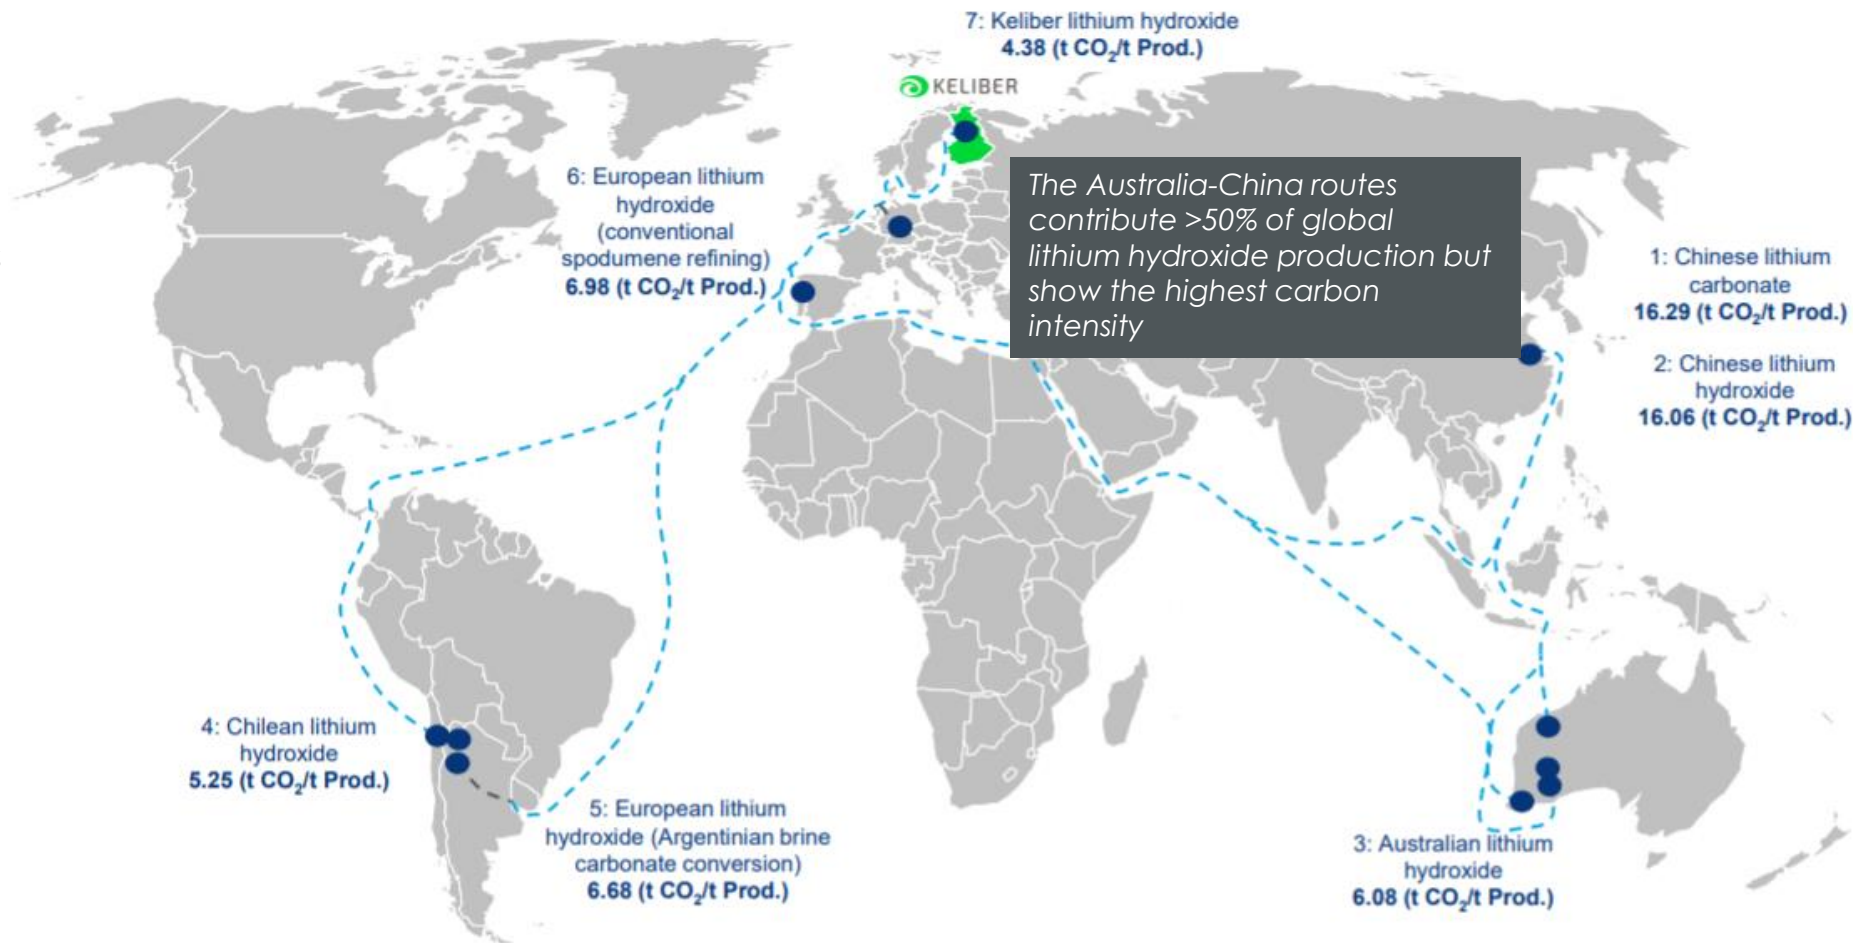 7: Keliber lithium hydroxide
4.38 (t CO₂/t Prod.)
KELIBER
6: European lithium
hydroxide
(conventional
spodumene refining)
6.98 (t CO₂/t Prod.)
The Australia-China routes
contribute >50% of global
lithium hydroxide production but
show the highest carbon
intensity
1: Chinese lithium
carbonate
16.29 (t CO₂/t Prod.)
2: Chinese lithium
hydroxide
16.06 (t CO₂/t Prod.)
4: Chilean lithium
hydroxide
5.25 (t CO₂/t Prod.)
5: European lithium
hydroxide (Argentinian brine
carbonate conversion)
6.68 (t CO₂/t Prod.)
3: Australian lithium
hydroxide
6.08 (t CO₂/t Prod.)